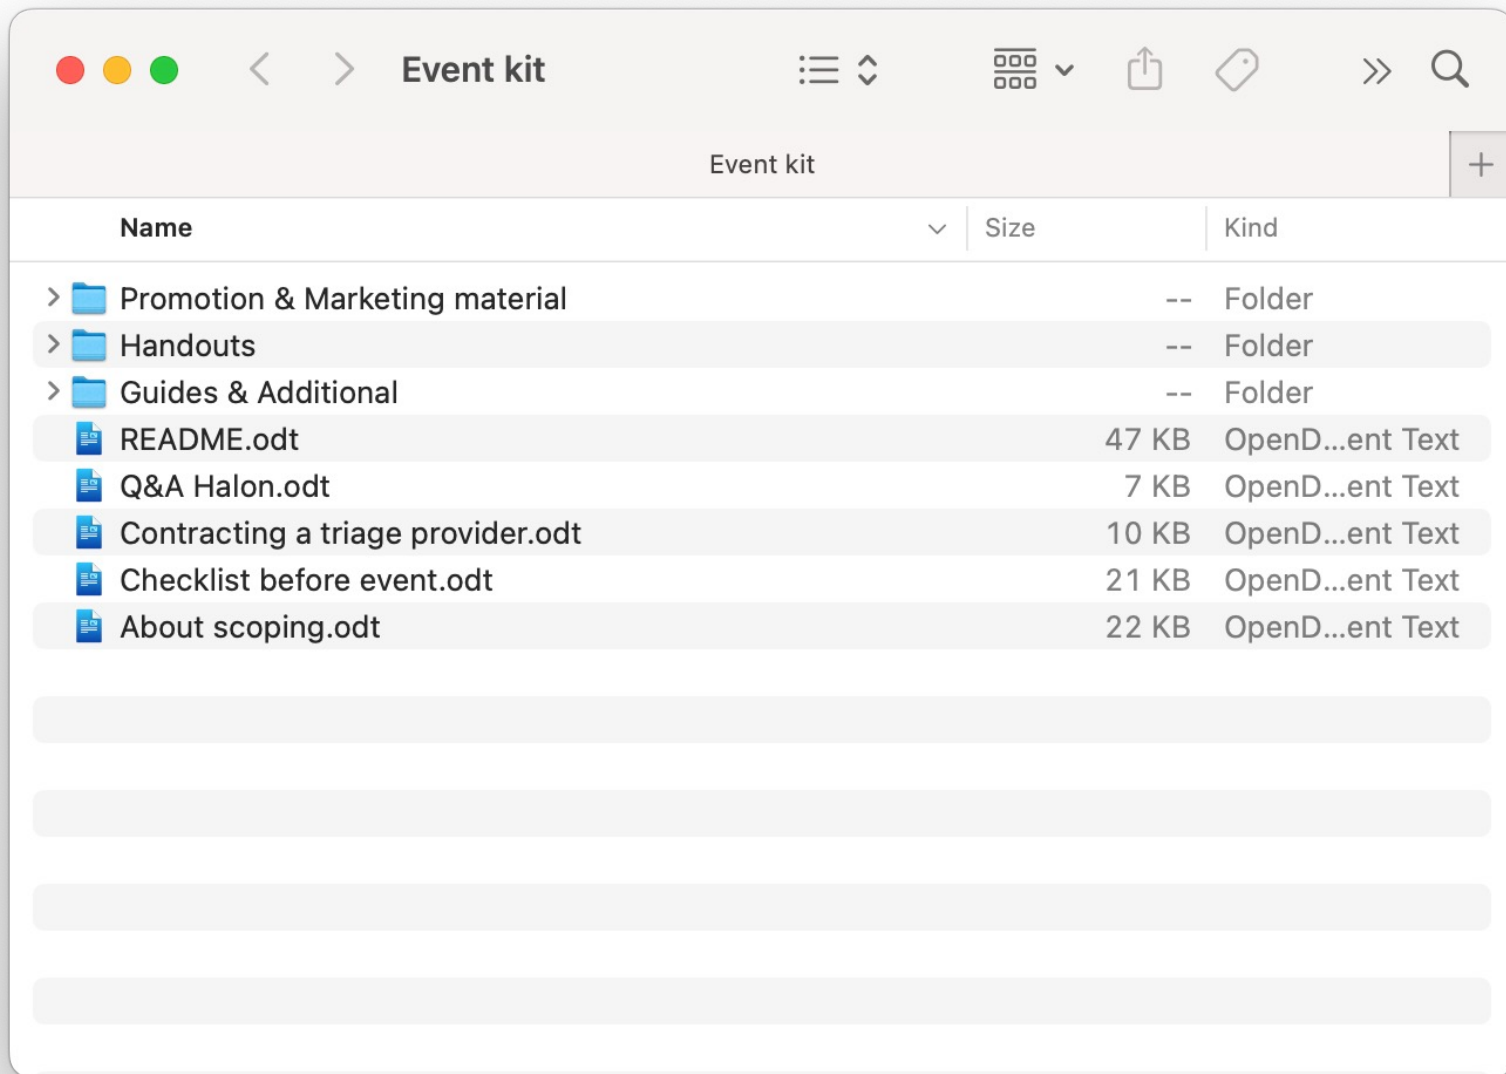 Event kit
Event kit
Name Size Kind
Promotion & Marketing material -- Folder
Handouts -- Folder
Guides & Additional -- Folder
README.odt 47 KB OpenD...ent Text
Q&A Halon.odt 7 KB OpenD...ent Text
Contracting a triage provider.odt 10 KB OpenD...ent Text
Checklist before event.odt 21 KB OpenD...ent Text
About scoping.odt 22 KB OpenD...ent Text